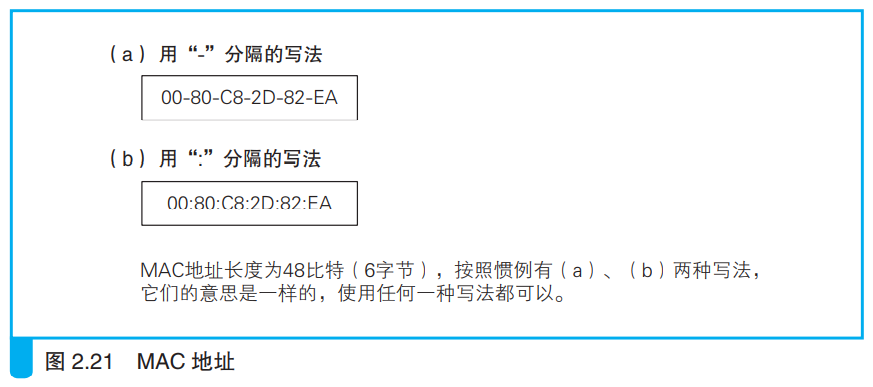 （a）用“-”分隔的写法
00-80-C8-2D-82-EA
（b）用“:”分隔的写法
00:80:C8:2D:82:EA
MAC地址长度为48比特（6字节），按照惯例有（a）、（b）两种写法，
它们的意思是一样的，使用任何一种写法都可以。
图 2.21 MAC 地址